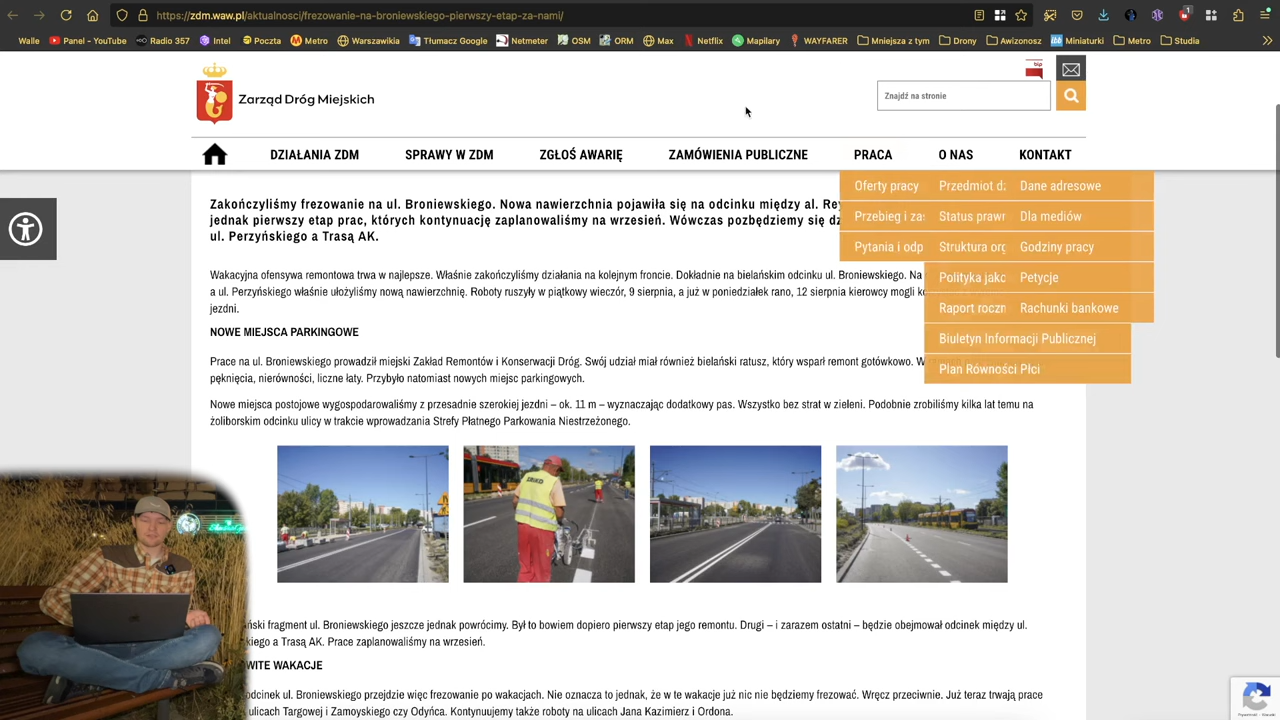 https://zdm.waw.pl/aktualnosci/frezowanie-na-broniewskiego-pierwszy-etap-za-nami/
Walle Panel - YouTube Radio 357 Intel Poczta Metro Warszawikia Tłumacz Google Netmeter OSM ORM Max Netflix Mapilary WAYFARER Mniejsza z tym Drony Awizonosz Miniaturki Metro Studia
bip
Zarząd Dróg Miejskich
Znajdź na stronie
DZIAŁANIA ZDM SPRAWY W ZDM ZGŁOŚ AWARIĘ ZAMÓWIENIA PUBLICZNE PRACA O NAS KONTAKT
Oferty pracy Przedmiot dz Dane adresowe
Przebieg i zas Status prawn Dla mediów
Pytania i odp Struktura org Godziny pracy
Polityka jako Petycje
Raport roczn Rachunki bankowe
Biuletyn Informacji Publicznej
Plan Równości Płci
Zakończyliśmy frezowanie na ul. Broniewskiego. Nowa nawierzchnia pojawiła się na odcinku między al. Rey
jednak pierwszy etap prac, których kontynuację zaplanowaliśmy na wrzesień. Wówczas pozbędziemy się dz
ul. Perzyńskiego a Trasą AK.
Wakacyjna ofensywa remontowa trwa w najlepsze. Właśnie zakończyliśmy działania na kolejnym froncie. Dokładnie na bielańskim odcinku ul. Broniewskiego. Na
a ul. Perzyńskiego właśnie ułożyliśmy nową nawierzchnię. Roboty ruszyły w piątkowy wieczór, 9 sierpnia, a już w poniedziałek rano, 12 sierpnia kierowcy mogli
jezdni.
NOWE MIEJSCA PARKINGOWE
Prace na ul. Broniewskiego prowadził miejski Zakład Remontów i Konserwacji Dróg. Swój udział miał również bielański ratusz, który wsparł remont gotówkowo.
pęknięcia, nierówności, liczne łaty. Przybyło natomiast nowych miejsc parkingowych.
Nowe miejsca postojowe wygospodarowaliśmy z przesadnie szerokiej jezdni – ok. 11 m – wyznaczając dodatkowy pas. Wszystko bez strat w zieleni. Podobnie zrobiliśmy kilka lat temu na
żoliborskim odcinku ulicy w trakcie wprowadzania Strefy Płatnego Parkowania Niestrzeżonego.
ński fragment ul. Broniewskiego jeszcze jednak powrócimy. Był to bowiem dopiero pierwszy etap jego remontu. Drugi – i zarazem ostatni – będzie obejmował odcinek między ul.
kiego a Trasą AK. Prace zaplanowaliśmy na wrzesień.
WITE WAKACJE
odcinek ul. Broniewskiego przejdzie więc frezowanie po wakacjach. Nie oznacza to jednak, że w te wakacje już nic nie będziemy frezować. Wręcz przeciwnie. Już teraz trwają prace
ulicach Targowej i Zamoyskiego czy Odyńca. Kontynuujemy także roboty na ulicach Jana Kazimierz i Ordona.